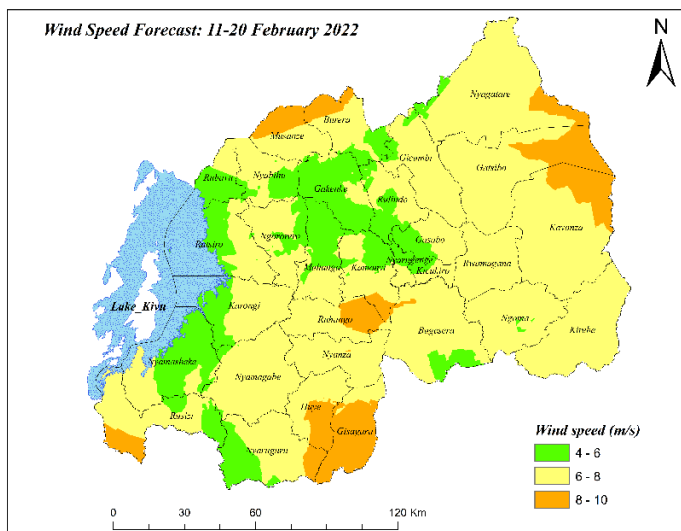 Wind Speed Forecast: 11-20 February 2022
N
Nyagatare
Burera
Musanze
Gicumbi
Gatsibo
Nyabihu
Rubavu
Gakenke
Rulindo
Kayonza
Rutsiro
Ngororero
Gasabo
Nyarugenge
Rwamagana
Muhanga
Kamonyi
Kicukiro
Lake_Kivu
Karongi
Ruhango
Ngoma
Bugesera
Kirehe
Nyamasheke
Nyanza
Nyamagabe
Rusizi
Huye
Gisagara
Nyaruguru
Wind speed (m/s)
4 - 6
6 - 8
8 - 10
0 30 60 120 Km